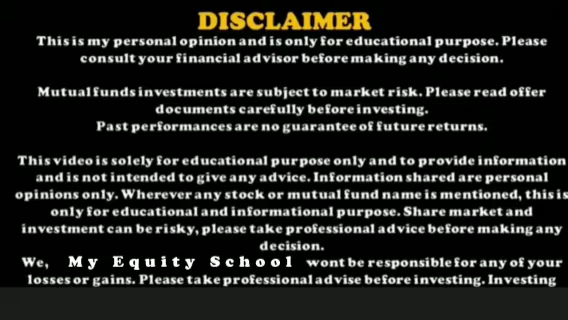 DISCLAIMER
This is my personal opinion and is only for educational purpose. Please
consult your financial advisor before making any decision.
Mutual funds investments are subject to market risk. Please read offer
documents carefully before investing.
Past performances are no guarantee of future returns.
This video is solely for educational purpose only and to provide information
and is not intended to give any advice. Information shared are personal
opinions only. Wherever any stock or mutual fund name is mentioned, this is
only for educational and informational purpose. Share market and
investment can be risky, please take professional advice before making any
decision.
We, My Equity School wont be responsible for any of your
losses or gains. Please take professional advise before investing. Investing